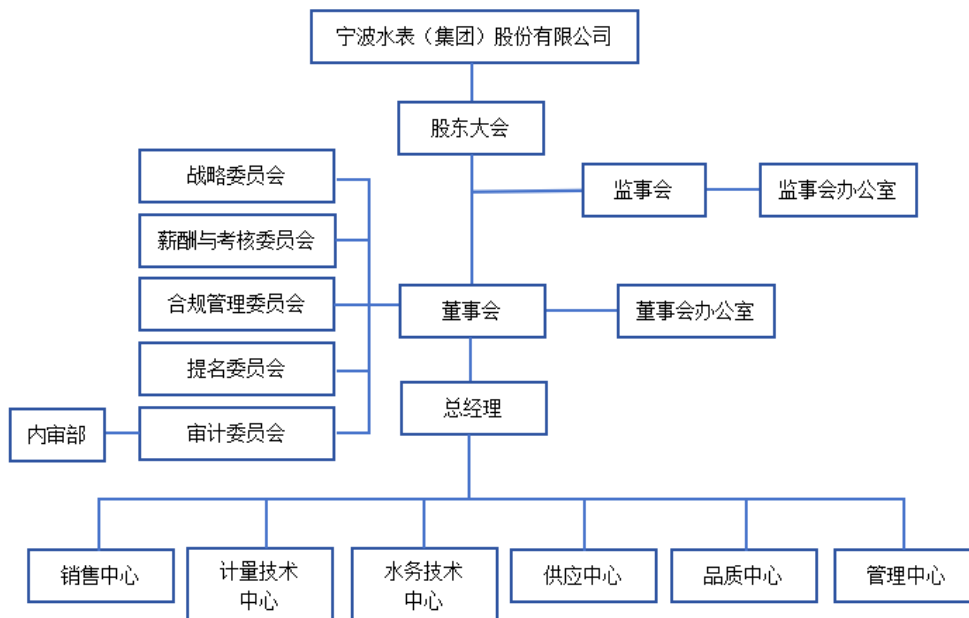 宁波水表（集团）股份有限公司
股东大会
战略委员会
监事会
监事会办公室
薪酬与考核委员会
合规管理委员会
董事会
董事会办公室
提名委员会
总经理
内审部
审计委员会
销售中心
计量技术
中心
水务技术
中心
供应中心
品质中心
管理中心